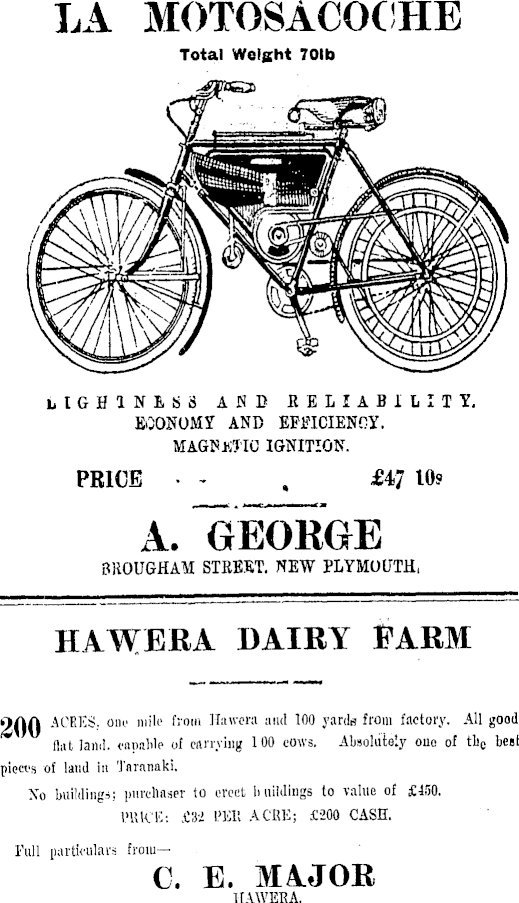 LA MOTOSACOCHE
Total Weight 70lb
LIGHTNESS AND RELIABILITY.
ECONOMY AND EFFICIENCY.
MAGNETIC IGNITION.
PRICE - - . £47 10s
A. GEORGE
BROUGHAM STREET, NEW PLYMOUTH.
HAWERA DAIRY FARM
200 ACRES, one mile from Hawera and 100 yards from factory. All good
flat land, capable of carrying 100 cows. Absolutely one of the best
pieces of land in Taranaki.
No buildings; purchaser to erect buildings to value of £450.
PRICE: £32 PER ACRE; £200 CASH.
Full particulars from—
C. E. MAJOR
HAWERA.